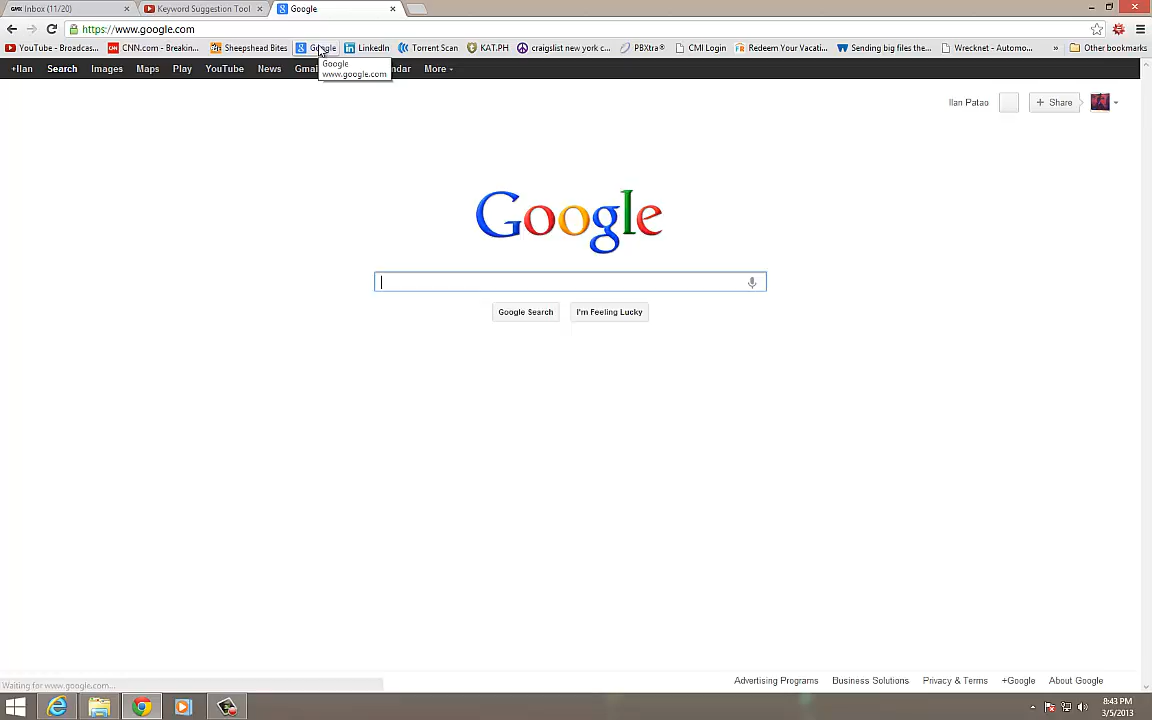 GMX Inbox (11/20)
Keyword Suggestion Tool
Google
https://www.google.com
YouTube - Broadcas...
CNN.com - Breakin...
Sheepshead Bites
Google
LinkedIn
Torrent Scan
KAT.PH
craigslist new york c...
PBXtra®
CMI Login
Redeem Your Vacati...
Sending big files the...
Wrecknet - Automo...
»
Other bookmarks
Google
www.google.com
+Ilan
Search
Images
Maps
Play
YouTube
News
Gmail
ndar
More
Ilan Patao
+ Share
Google
Google Search
I'm Feeling Lucky
Waiting for www.google.com...
Advertising Programs
Business Solutions
Privacy & Terms
+Google
About Google
8:43 PM
3/5/2013